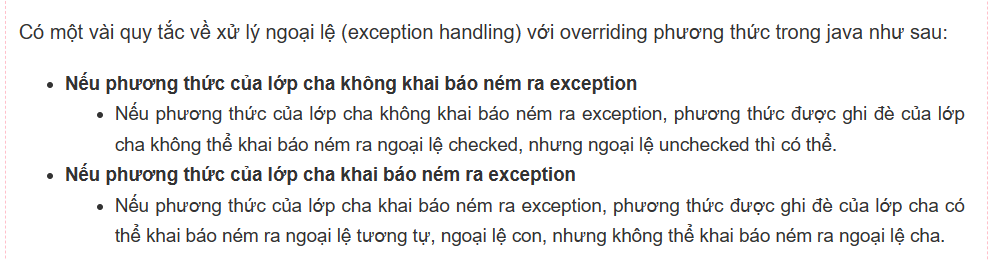 Có một vài quy tắc về xử lý ngoại lệ (exception handling) với overriding phương thức trong java như sau:
• Nếu phương thức của lớp cha không khai báo ném ra exception
• Nếu phương thức của lớp cha không khai báo ném ra exception, phương thức được ghi đè của lớp
cha không thể khai báo ném ra ngoại lệ checked, nhưng ngoại lệ unchecked thì có thể.
• Nếu phương thức của lớp cha khai báo ném ra exception
• Nếu phương thức của lớp cha khai báo ném ra exception, phương thức được ghi đè của lớp cha có
thể khai báo ném ra ngoại lệ tương tự, ngoại lệ con, nhưng không thể khai báo ném ra ngoại lệ cha.